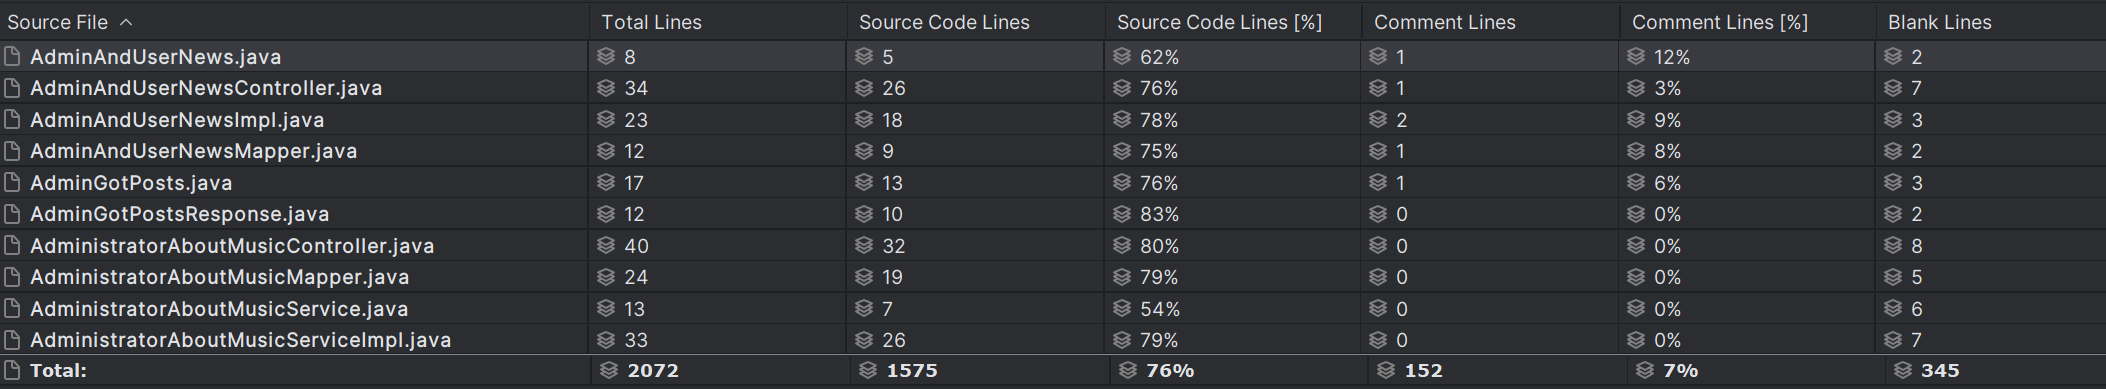 Source File Total Lines Source Code Lines Source Code Lines [%] Comment Lines Comment Lines [%] Blank Lines
AdminAndUserNews.java 8 5 62% 1 12% 2
AdminAndUserNewsController.java 34 26 76% 1 3% 7
AdminAndUserNewsImpl.java 23 18 78% 2 9% 3
AdminAndUserNewsMapper.java 12 9 75% 1 8% 2
AdminGotPosts.java 17 13 76% 1 6% 3
AdminGotPostsResponse.java 12 10 83% 0 0% 2
AdministratorAboutMusicController.java 40 32 80% 0 0% 8
AdministratorAboutMusicMapper.java 24 19 79% 0 0% 5
AdministratorAboutMusicService.java 13 7 54% 0 0% 6
AdministratorAboutMusicServiceImpl.java 33 26 79% 0 0% 7
Total: 2072 1575 76% 152 7% 345